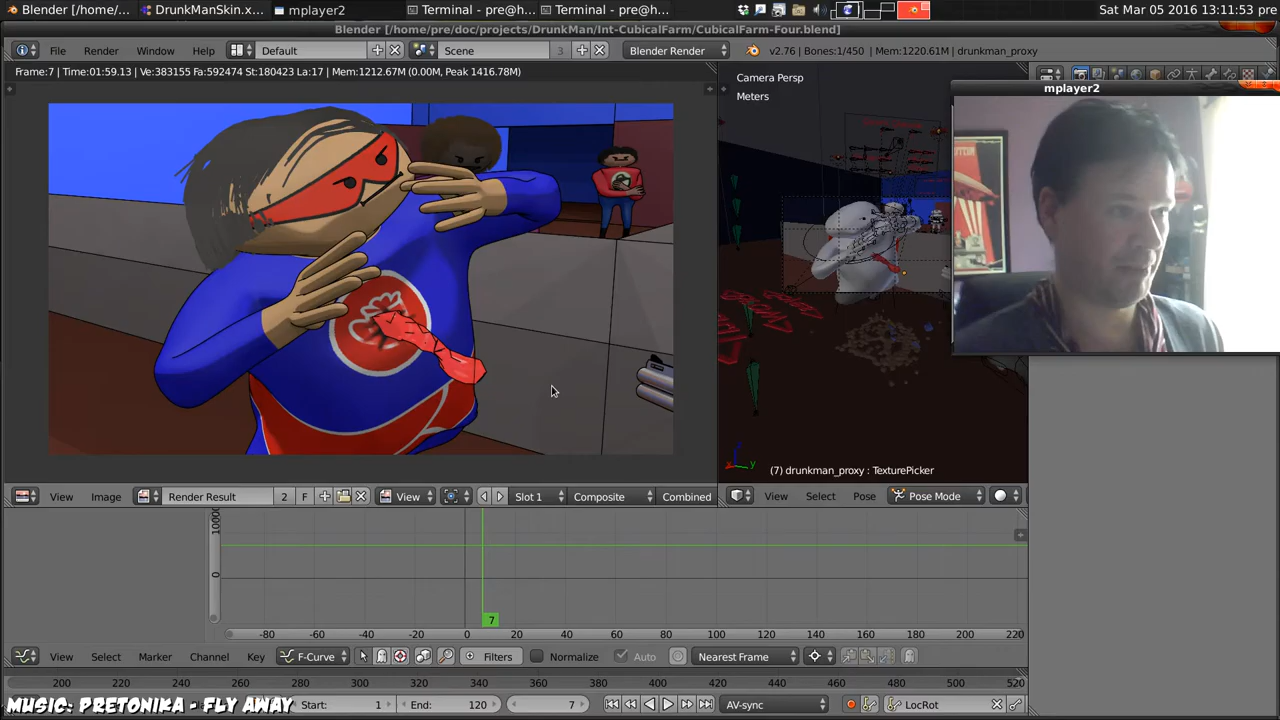 Blender [/home/...
DrunkManSkin.x...
mplayer2
Terminal - pre@h...
Terminal - pre@h...
Sat Mar 05 2016 13:11:53 pre
Blender [/home/pre/doc/projects/DrunkMan/Int-CubicalFarm/CubicalFarm-Four.blend]
File Render Window Help Default Scene 3 Blender Render v2.76 | Bones:1/450 | Mem:1220.61M | drunkman_proxy
Frame:7 | Time:01:59.13 | Ve:383155 Fa:592474 St:180423 La:17 | Mem:1212.67M (0.00M, Peak 1416.78M)
Camera Persp
Meters
mplayer2
(7) drunkman_proxy : TexturePicker
View Image Render Result 2 F View Slot 1 Composite Combined
View Select Pose Pose Mode
0
7
-80 -60 -40 -20 0 20 40 60 80 100 120 140 160 180 200 220
View Select Marker Channel Key F-Curve Filters Normalize Auto Nearest Frame
200 220 240 260 280 300 320 340 360 380 400 420 440 460 480 500 520
MUSIC: PRETONIKA - FLY AWAY
Start: 1 End: 120 7 AV-sync LocRot